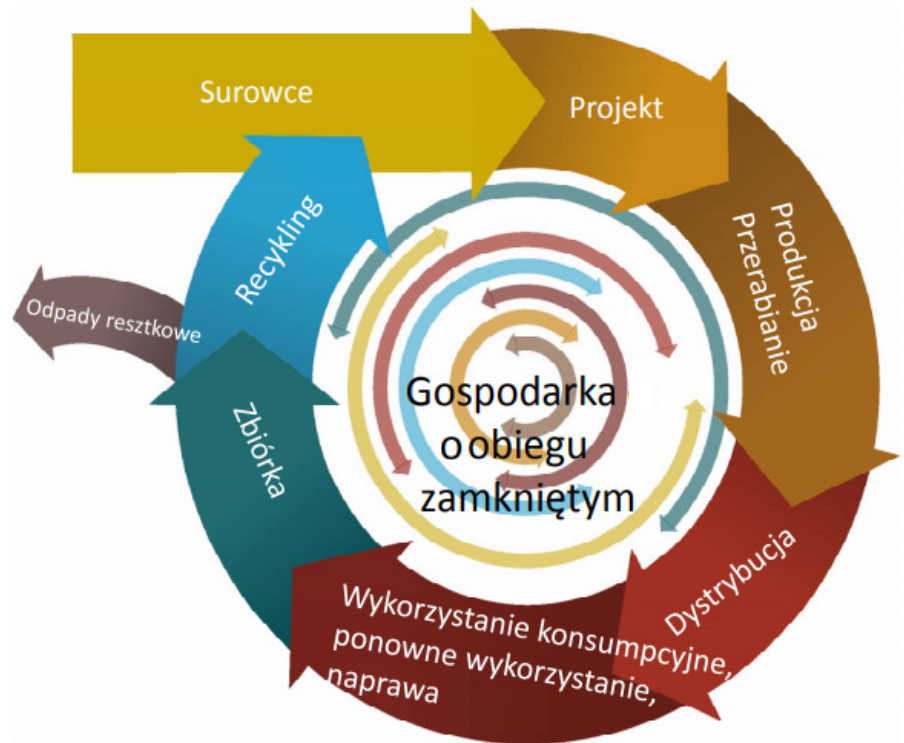 Surowce
Projekt
Produkcja
Przerabianie
Dystrybucja
Wykorzystanie konsumpcyjne,
ponowne wykorzystanie,
naprawa
Zbiórka
Recykling
Odpady resztkowe
Gospodarka
o obiegu
zamkniętym